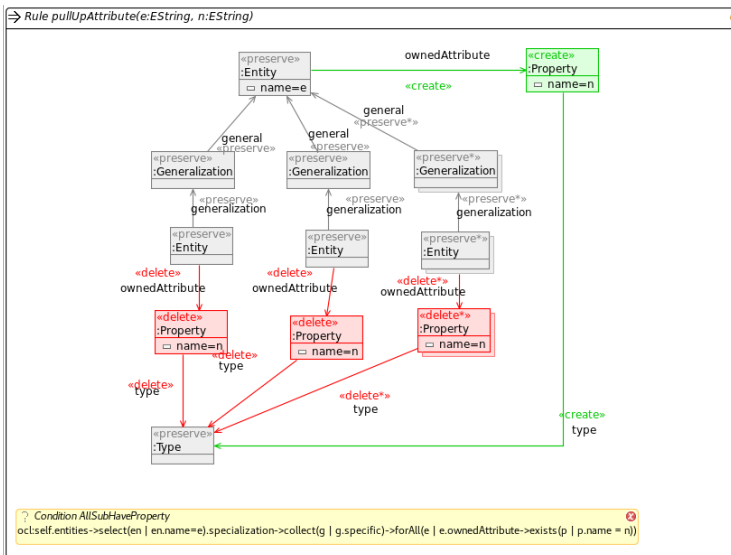 Rule pullUpAttribute(e:EString, n:EString)
«preserve»
:Entity
name=e
ownedAttribute
«create»
«create»
:Property
name=n
general
«preserve»
general
«preserve»
general
«preserve*»
«preserve»
:Generalization
«preserve»
:Generalization
«preserve*»
:Generalization
«preserve»
generalization
«preserve»
generalization
«preserve*»
generalization
«preserve»
:Entity
«preserve»
:Entity
«preserve*»
:Entity
«delete»
ownedAttribute
«delete»
ownedAttribute
«delete*»
ownedAttribute
«delete»
:Property
name=n
«delete»
:Property
name=n
«delete*»
:Property
name=n
«delete»
type
«delete»
type
«delete*»
type
«create»
type
«preserve»
:Type
? Condition AllSubHaveProperty
ocl:self.entities->select(en | en.name=e).specialization->collect(g | g.specific)->forAll(e | e.ownedAttribute->exists(p | p.name = n))